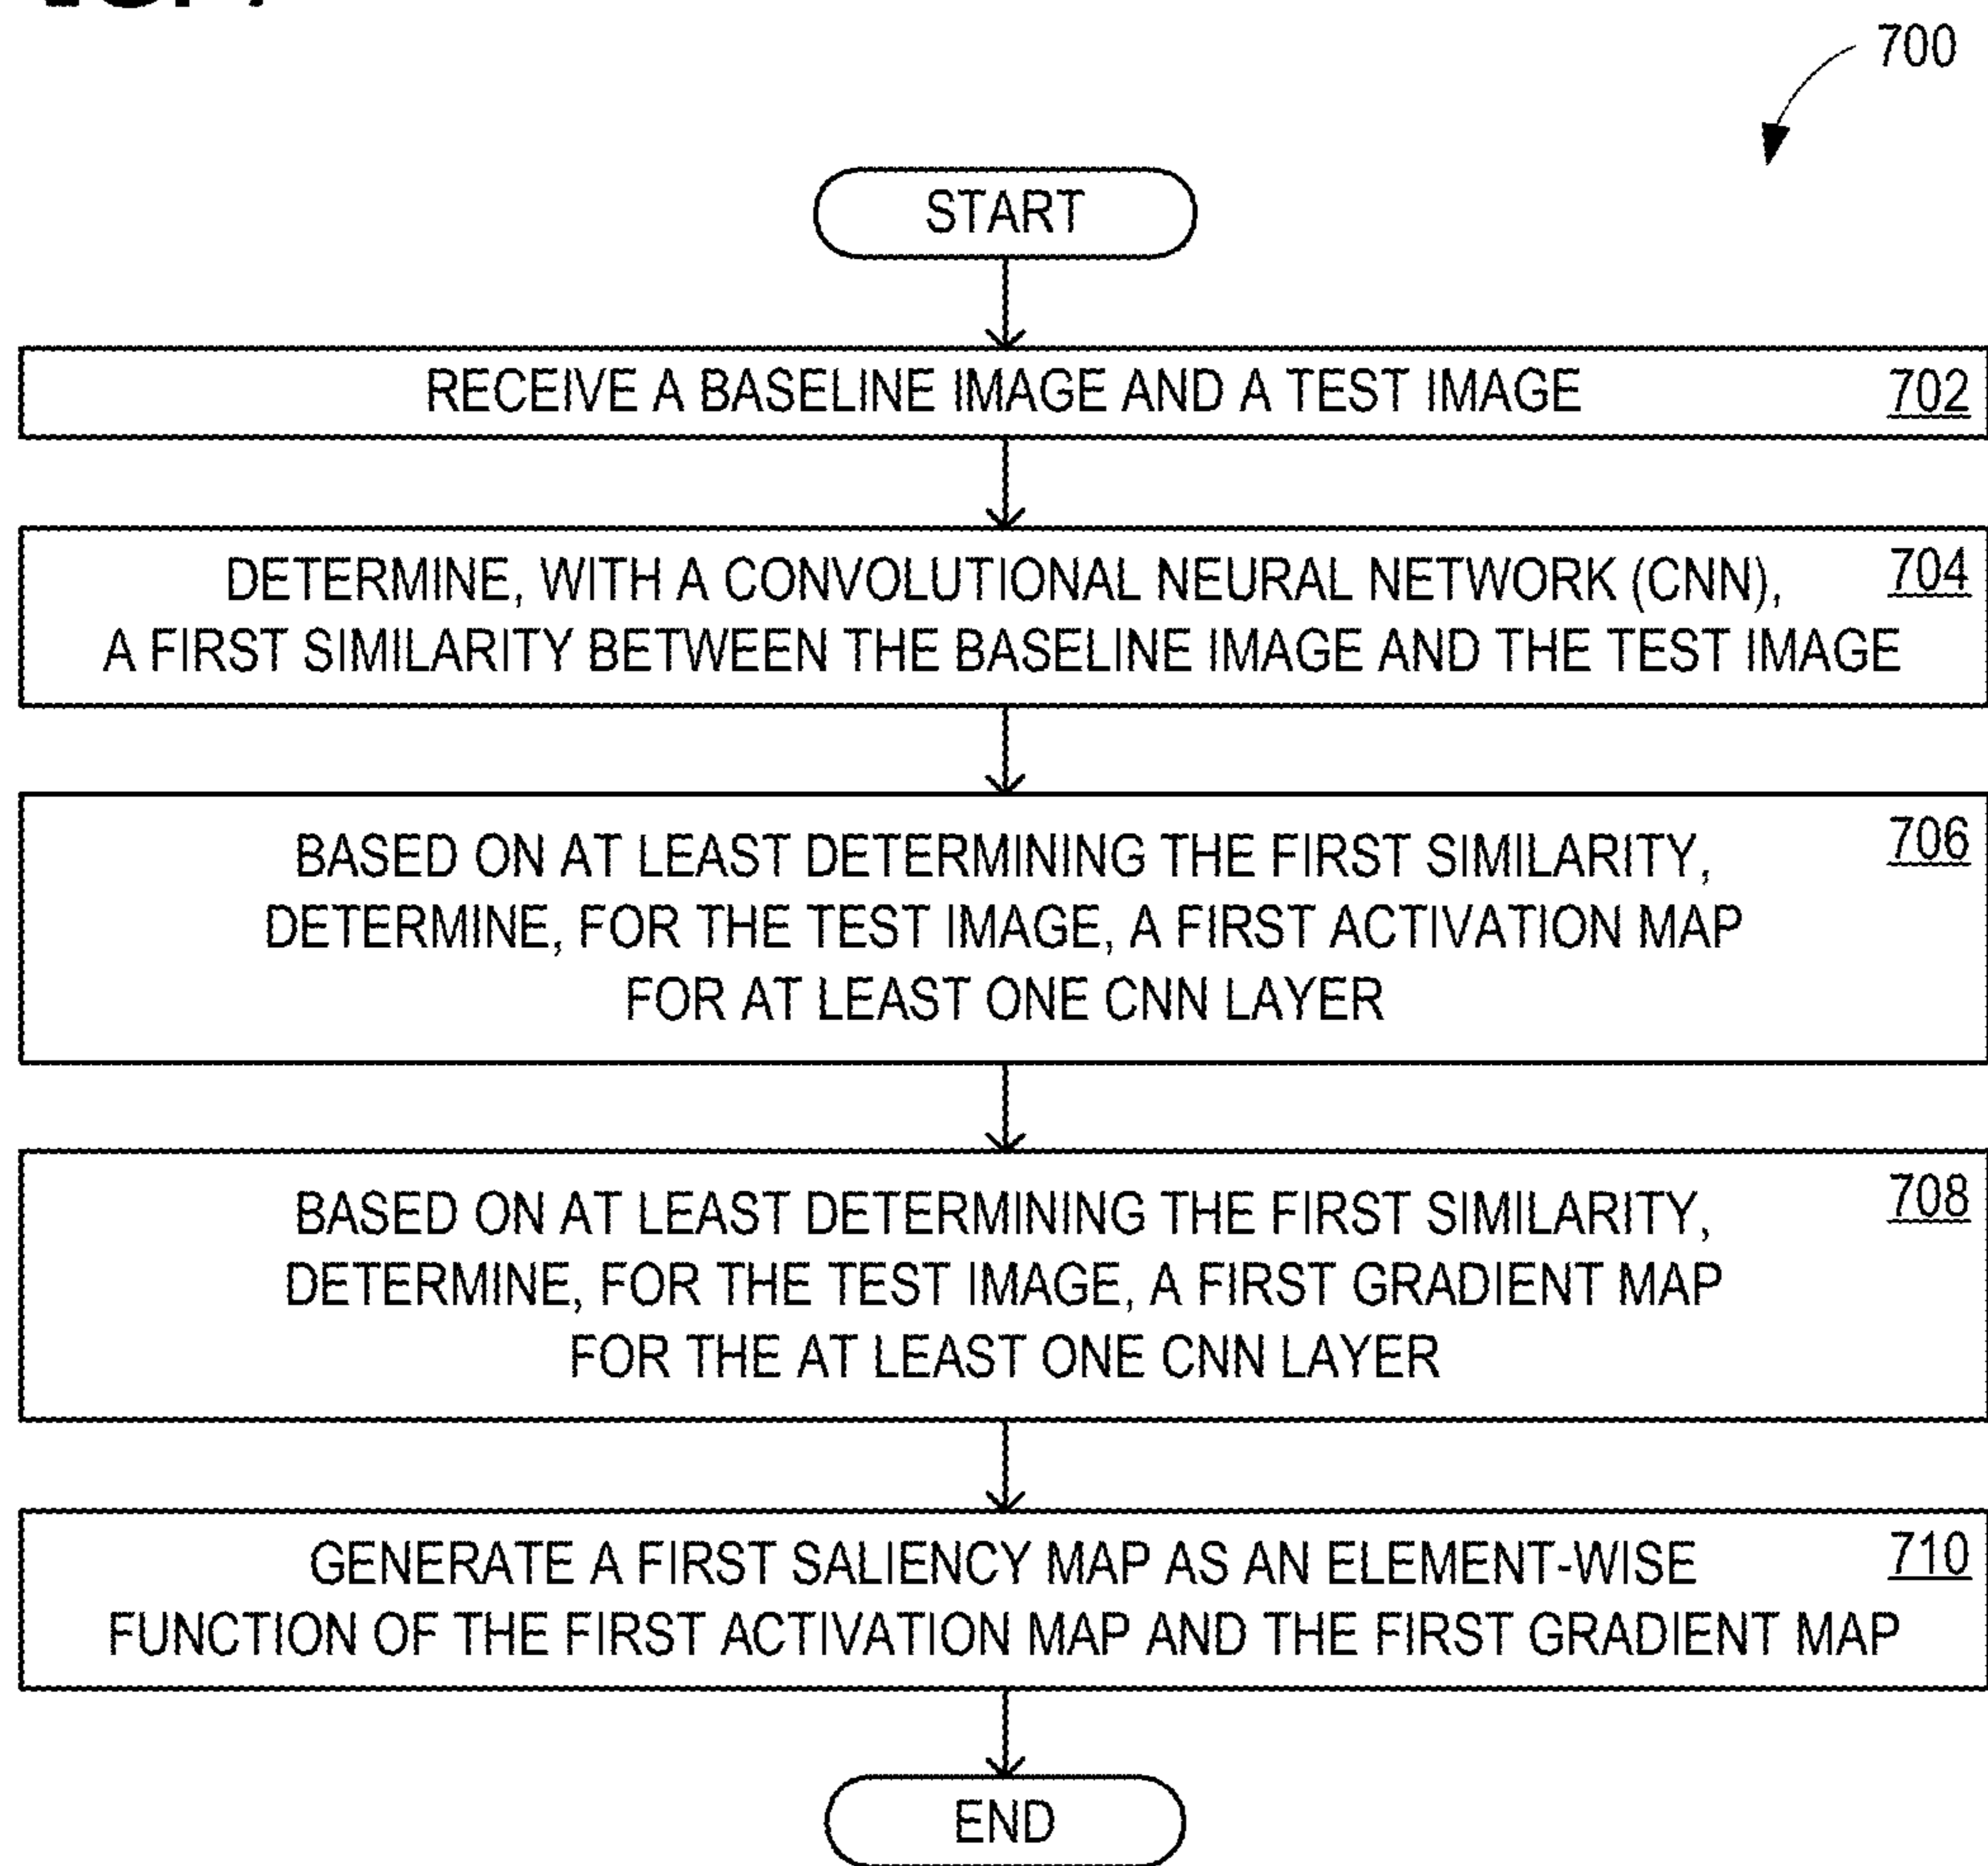 700
START
RECEIVE A BASELINE IMAGE AND A TEST IMAGE 702
DETERMINE, WITH A CONVOLUTIONAL NEURAL NETWORK (CNN), 704
A FIRST SIMILARITY BETWEEN THE BASELINE IMAGE AND THE TEST IMAGE
BASED ON AT LEAST DETERMINING THE FIRST SIMILARITY, 706
DETERMINE, FOR THE TEST IMAGE, A FIRST ACTIVATION MAP
FOR AT LEAST ONE CNN LAYER
BASED ON AT LEAST DETERMINING THE FIRST SIMILARITY, 708
DETERMINE, FOR THE TEST IMAGE, A FIRST GRADIENT MAP
FOR THE AT LEAST ONE CNN LAYER
GENERATE A FIRST SALIENCY MAP AS AN ELEMENT-WISE 710
FUNCTION OF THE FIRST ACTIVATION MAP AND THE FIRST GRADIENT MAP
END